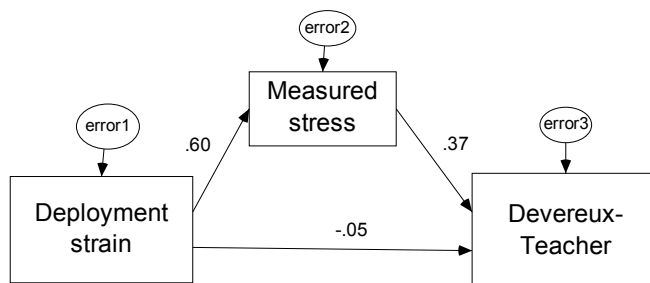 error2
Measured
stress
error1
error3
.60
.37
Deployment
strain
-.05
Devereux-
Teacher